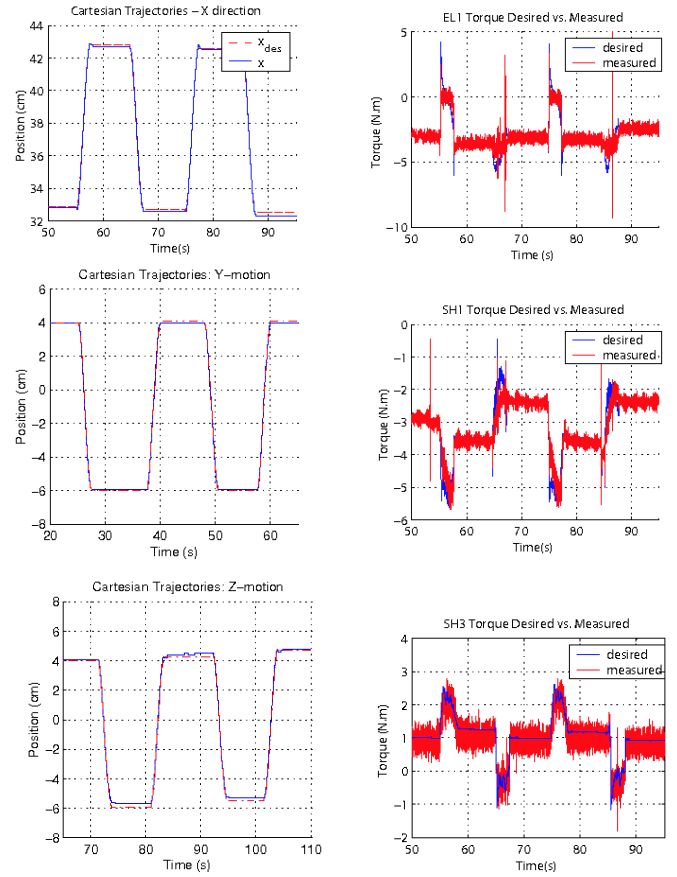 Cartesian Trajectories – X direction
44
42
40
38
36
34
32
Position (cm)
50
60
70
80
90
Time(s)
x_des
x
EL1 Torque Desired vs. Measured
5
0
−5
−10
Torque (N.m)
50
60
70
80
90
Time (s)
desired
measured
Cartesian Trajectories: Y−motion
6
4
2
0
−2
−4
−6
−8
Position (cm)
20
30
40
50
60
Time (s)
SH1 Torque Desired vs. Measured
0
−1
−2
−3
−4
−5
−6
Torque (N.m)
50
60
70
80
90
Time(s)
desired
measured
Cartesian Trajectories: Z−motion
8
6
4
2
0
−2
−4
−6
−8
Position (cm)
70
80
90
100
110
Time (s)
SH3 Torque Desired vs. Measured
4
3
2
1
0
−1
−2
Torque (N.m)
50
60
70
80
90
Time(s)
desired
measured